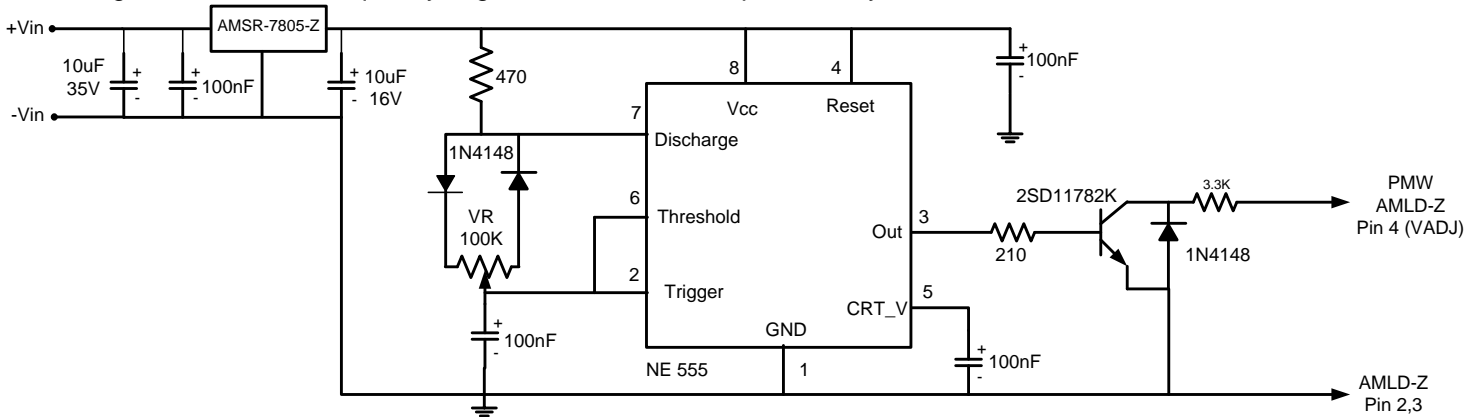 +Vin
AMSR-7805-Z
10uF
35V
+
-
+
-
100nF
+
-
10uF
16V
-Vin
470
8
4
+
-
100nF
Vcc
Reset
7
Discharge
1N4148
6
Threshold
VR
100K
2
Trigger
+
-
100nF
Out
3
210
2SD11782K
3.3K
1N4148
PMW
AMLD-Z
Pin 4 (VADJ)
CRT_V
5
+
-
100nF
GND
NE 555
1
AMLD-Z
Pin 2,3